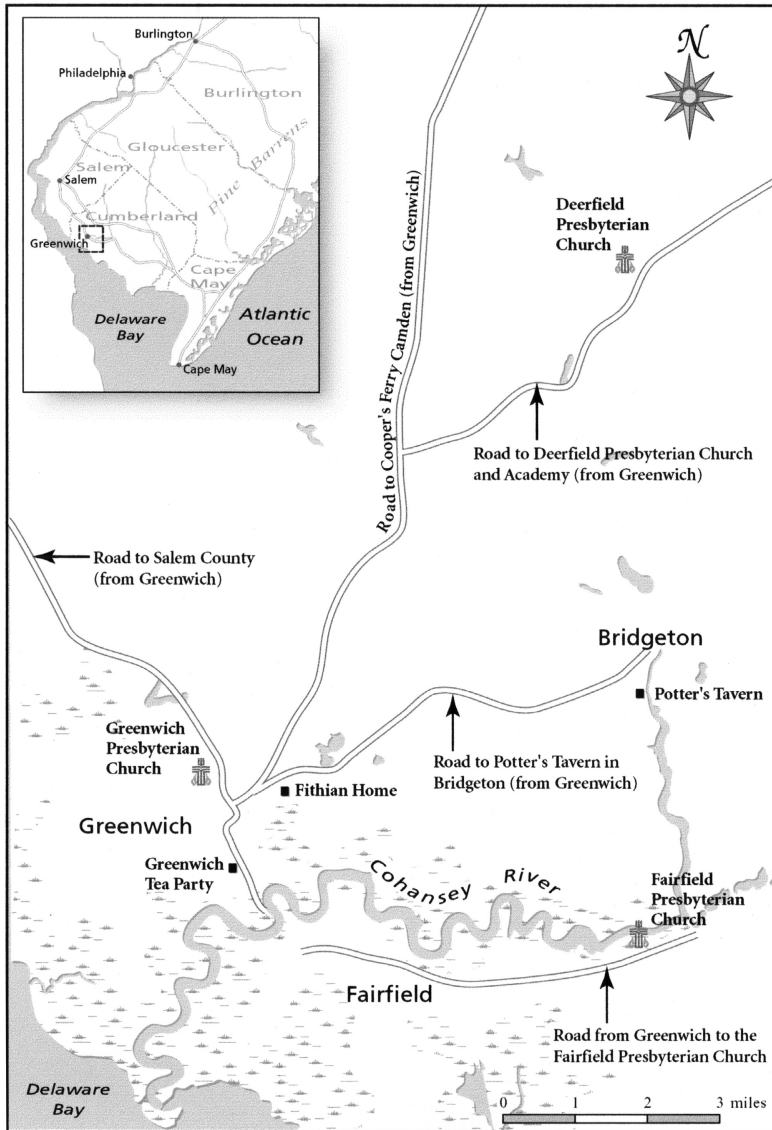 Burlington
Philadelphia
Burlington
Gloucester
Pine Barrens
Salem
Salem
Cumberland
Greenwich
Cape
May
Delaware
Bay
Atlantic
Ocean
Cape May
N
Deerfield
Presbyterian
Church
Road to Cooper's Ferry Camden (from Greenwich)
Road to Deerfield Presbyterian Church
and Academy (from Greenwich)
Road to Salem County
(from Greenwich)
Bridgeton
Potter's Tavern
Greenwich
Presbyterian
Church
Road to Potter's Tavern in
Bridgeton (from Greenwich)
Fithian Home
Greenwich
Greenwich
Tea Party
Cohansey River
Fairfield
Presbyterian
Church
Fairfield
Road from Greenwich to the
Fairfield Presbyterian Church
Delaware
Bay
0 1 2 3 miles